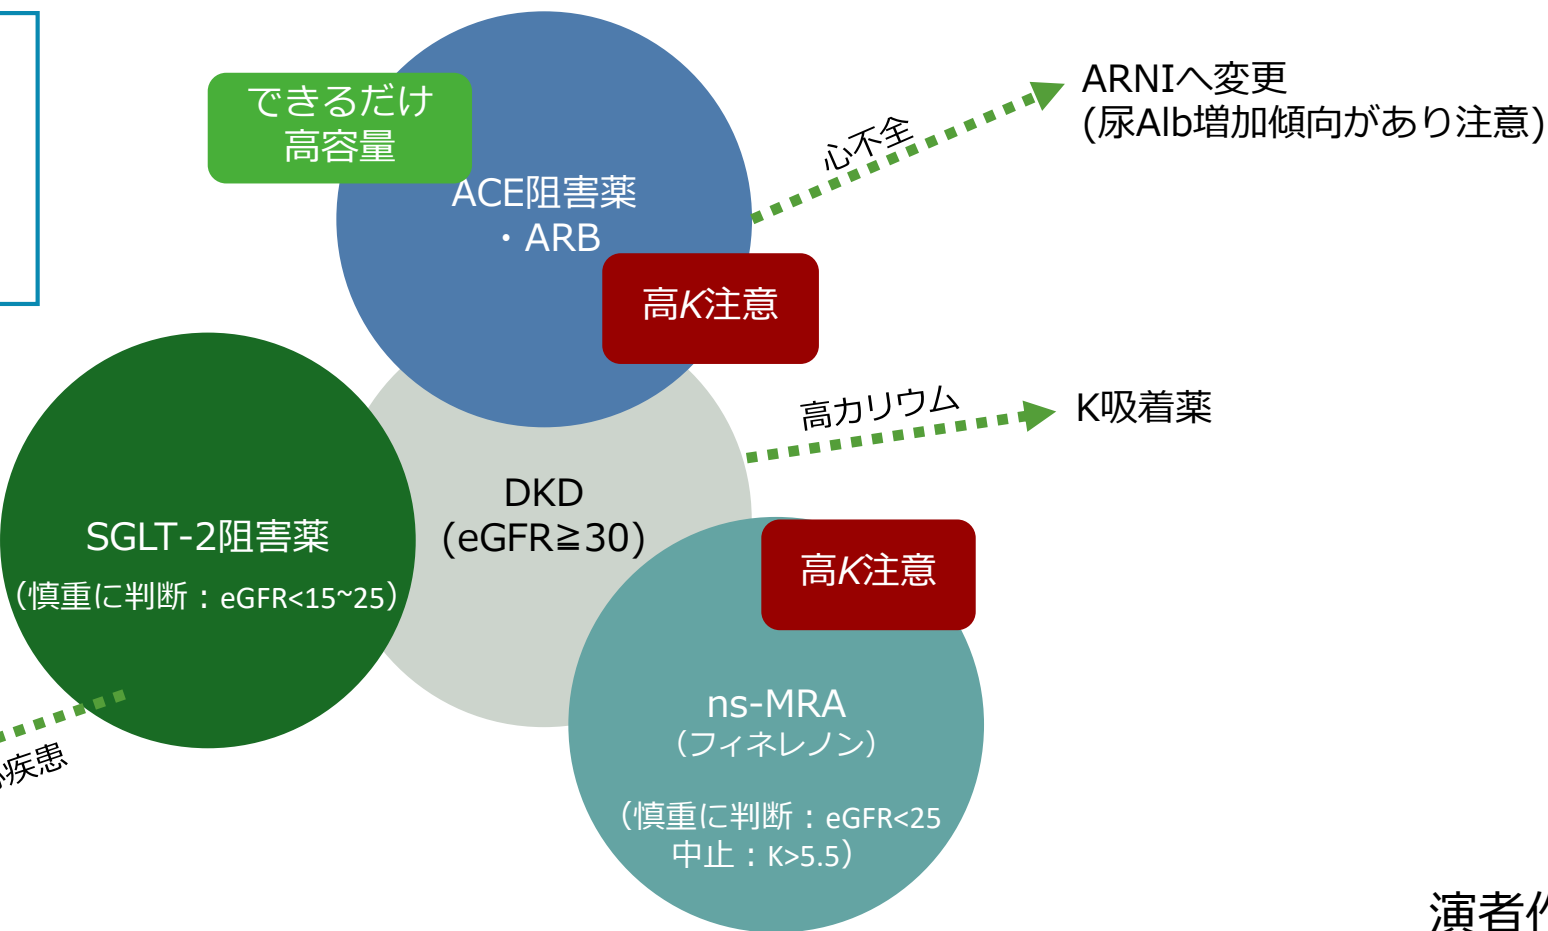 できるだけ
高容量
ACE阻害薬
・ARB
高K注意
心不全
ARNIへ変更
(尿Alb増加傾向があり注意)
高カリウム
K吸着薬
DKD
(eGFR≧30)
SGLT-2阻害薬
（慎重に判断：eGFR<15~25）
高K注意
ns-MRA
（フィネレノン）
（慎重に判断：eGFR<25
中止：K>5.5）
疾患
演者